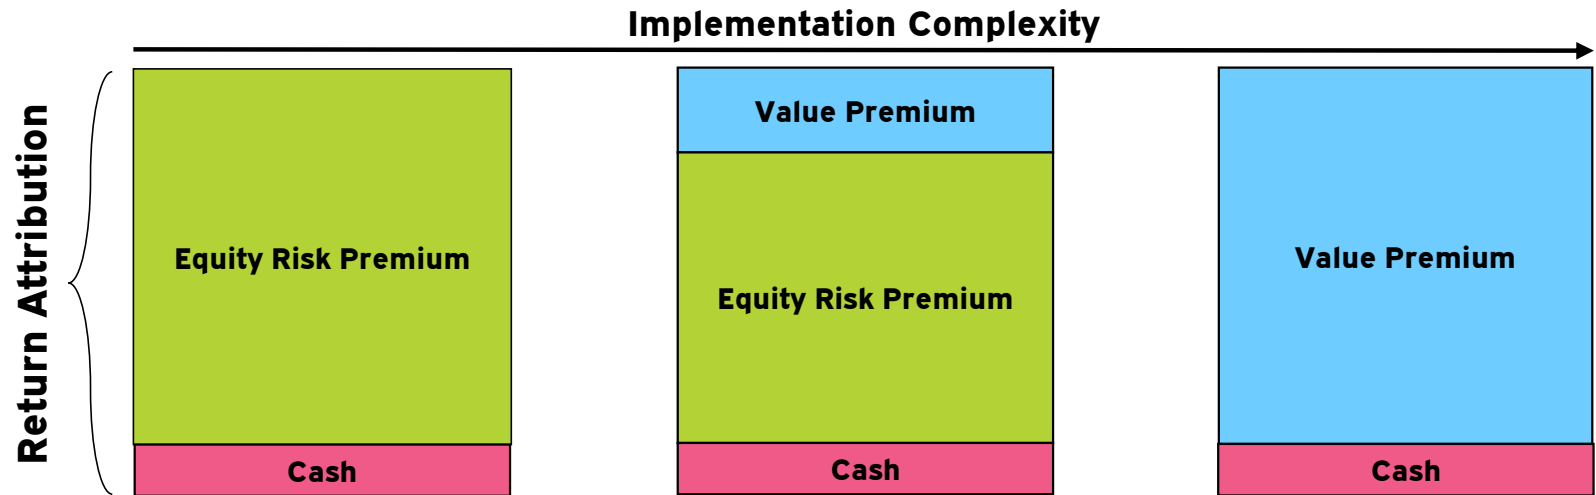 Implementation Complexity
Return Attribution
Equity Risk Premium
Cash
Value Premium
Equity Risk Premium
Cash
Value Premium
Cash